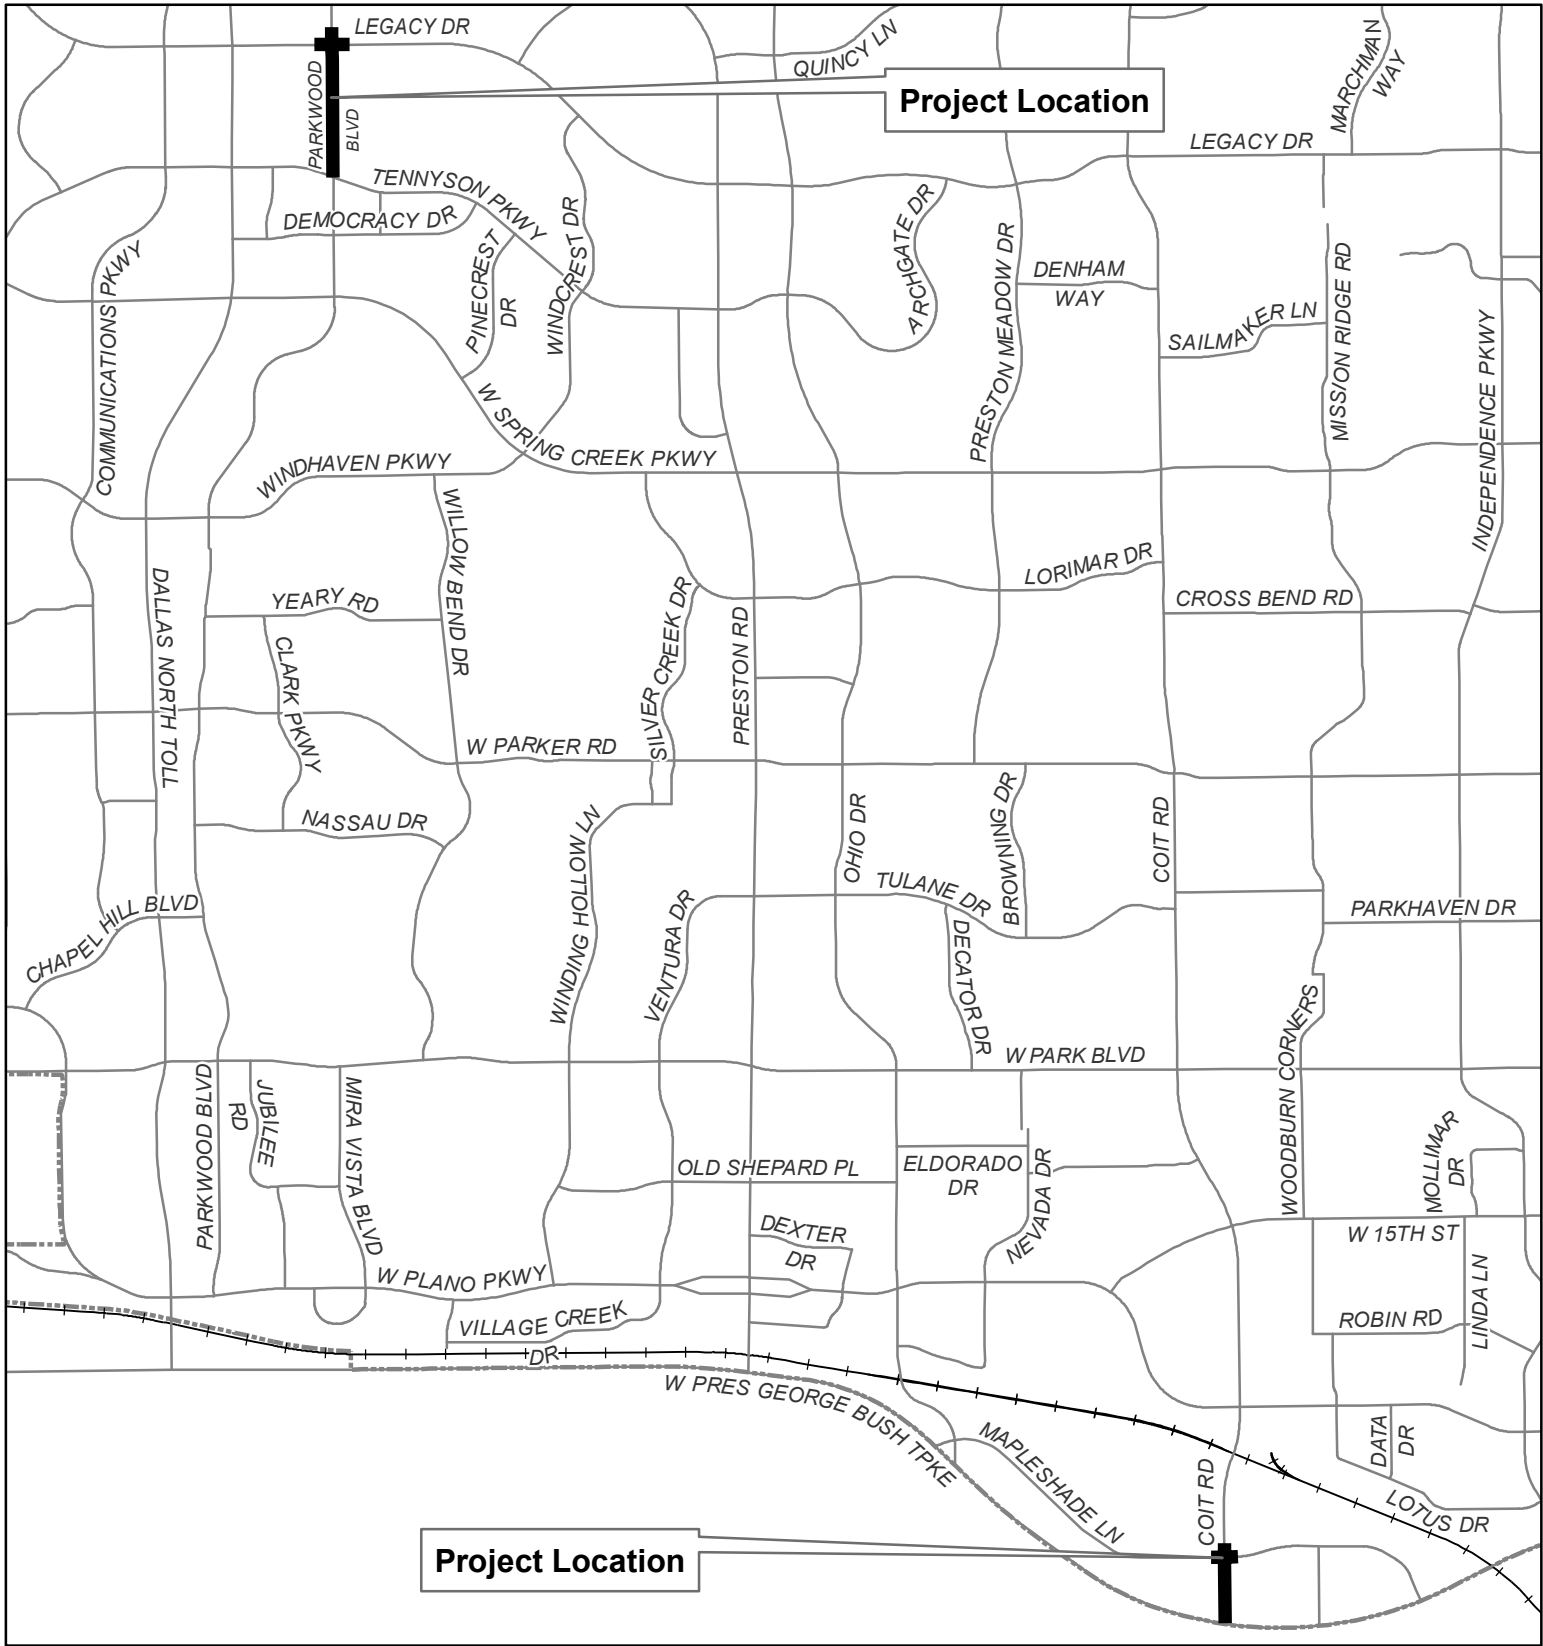 LEGACY DR
QUINCY LN
MARCHMAN
WAY
PARKWOOD
BLVD
Project Location
LEGACY DR
TENNYSON PKWY
DEMOCRACY DR
ARCHGATE DR
PRESTON MEADOW DR
DENHAM
WAY
MISSION RIDGE RD
COMMUNICATIONS PKWY
PINECREST
DR
WINDCREST DR
SAILMAKER LN
INDEPENDENCE PKWY
W SPRING CREEK PKWY
WINDHAVEN PKWY
WILLOW BEND DR
LORIMAR DR
CROSS BEND RD
DALLAS NORTH TOLL
YEARY RD
CLARK PKWY
SILVER CREEK DR
PRESTON RD
W PARKER RD
NASSAU DR
WINDING HOLLOW LN
OHIO DR
BROWNING DR
COIT RD
TULANE DR
PARKHAVEN DR
CHAPEL HILL BLVD
VENTURA DR
DECATOR DR
WOODBURN CORNERS
W PARK BLVD
PARKWOOD BLVD
JUBILEE
RD
MIRA VISTA BLVD
OLD SHEPARD PL
ELDORADO
DR
NEVADA DR
MOLLIMAR
DR
DEXTER
DR
W 15TH ST
W PLANO PKWY
LINDA LN
VILLAGE CREEK
DR
ROBIN RD
W PRES GEORGE BUSH TPKE
MAPLESHADE LN
DATA
DR
COIT RD
LOTUS DR
Project Location